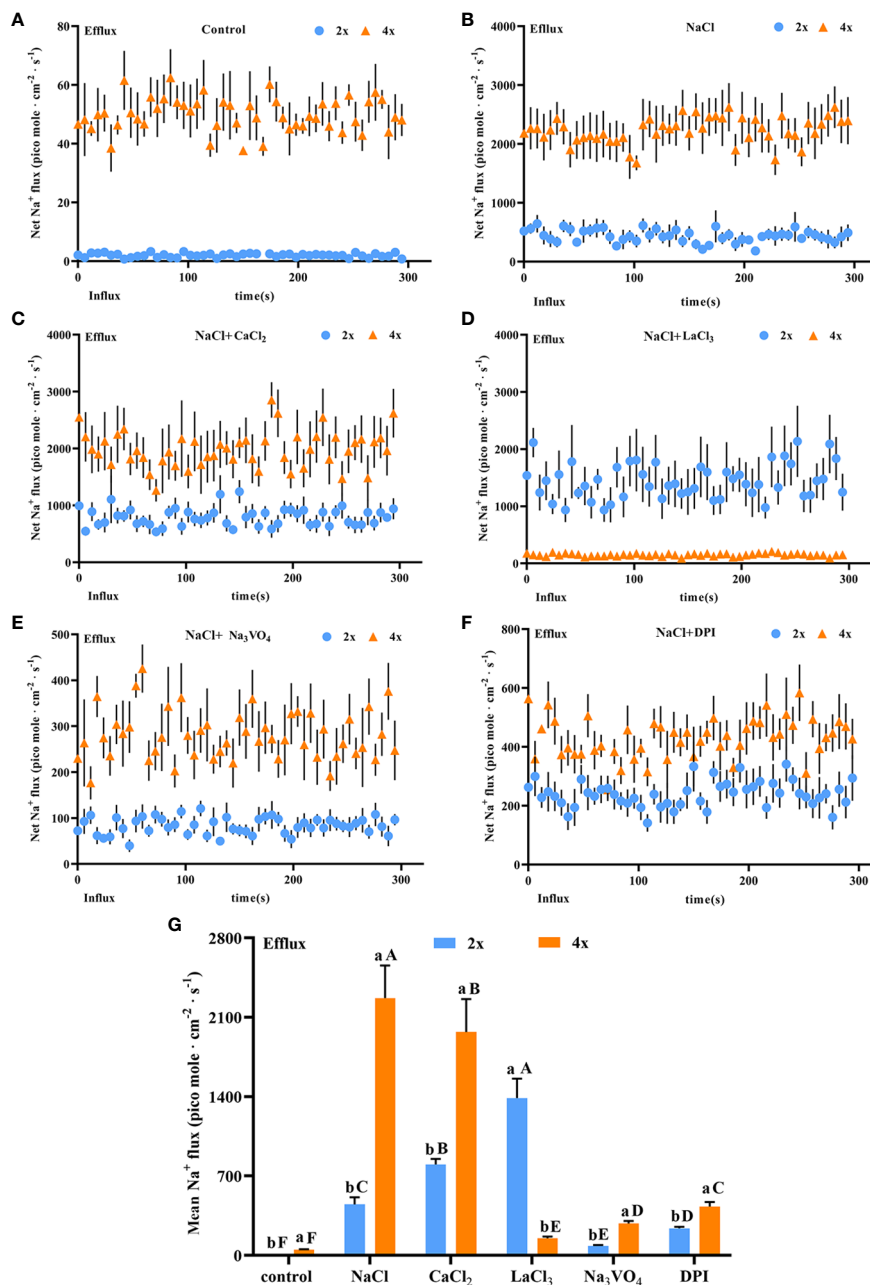 A
Efflux Control 2x 4x
Net Na+ flux (pico mole · cm-2 · s-1)
80
60
40
20
0
0 100 200 300 400
Influx time(s)
B
Efllux NaCl 2x 4x
Net Na+ flux (pico mole · cm-2 · s-1)
4000
3000
2000
1000
0
0 100 200 300
Influx time(s)
C
Efflux NaCl+CaCl2 2x 4x
Net Na+ flux (pico mole · cm-2 · s-1)
4000
3000
2000
1000
0
0 100 200 300
Influx time(s)
D
Efflux NaCl+LaCl3 2x 4x
Net Na+ flux (pico mole · cm-2 · s-1)
4000
3000
2000
1000
0
0 100 200 300
Influx time(s)
E
Efflux NaCl+ Na3VO4 2x 4x
Net Na+ flux (pico mole · cm-2 · s-1)
500
400
300
200
100
0
0 100 200 300
Influx time(s)
F
Efflux NaCl+DPI 2x 4x
Net Na+ flux (pico mole · cm-2 · s-1)
800
600
400
200
0
0 100 200 300
Influx time(s)
G
Efflux 2x 4x
Mean Na+ flux (pico mole · cm-2 · s-1)
2800
2100
1400
700
0
bF aF bC aA bB aB aA bE bE aD bD aC
control NaCl CaCl2 LaCl3 Na3VO4 DPI